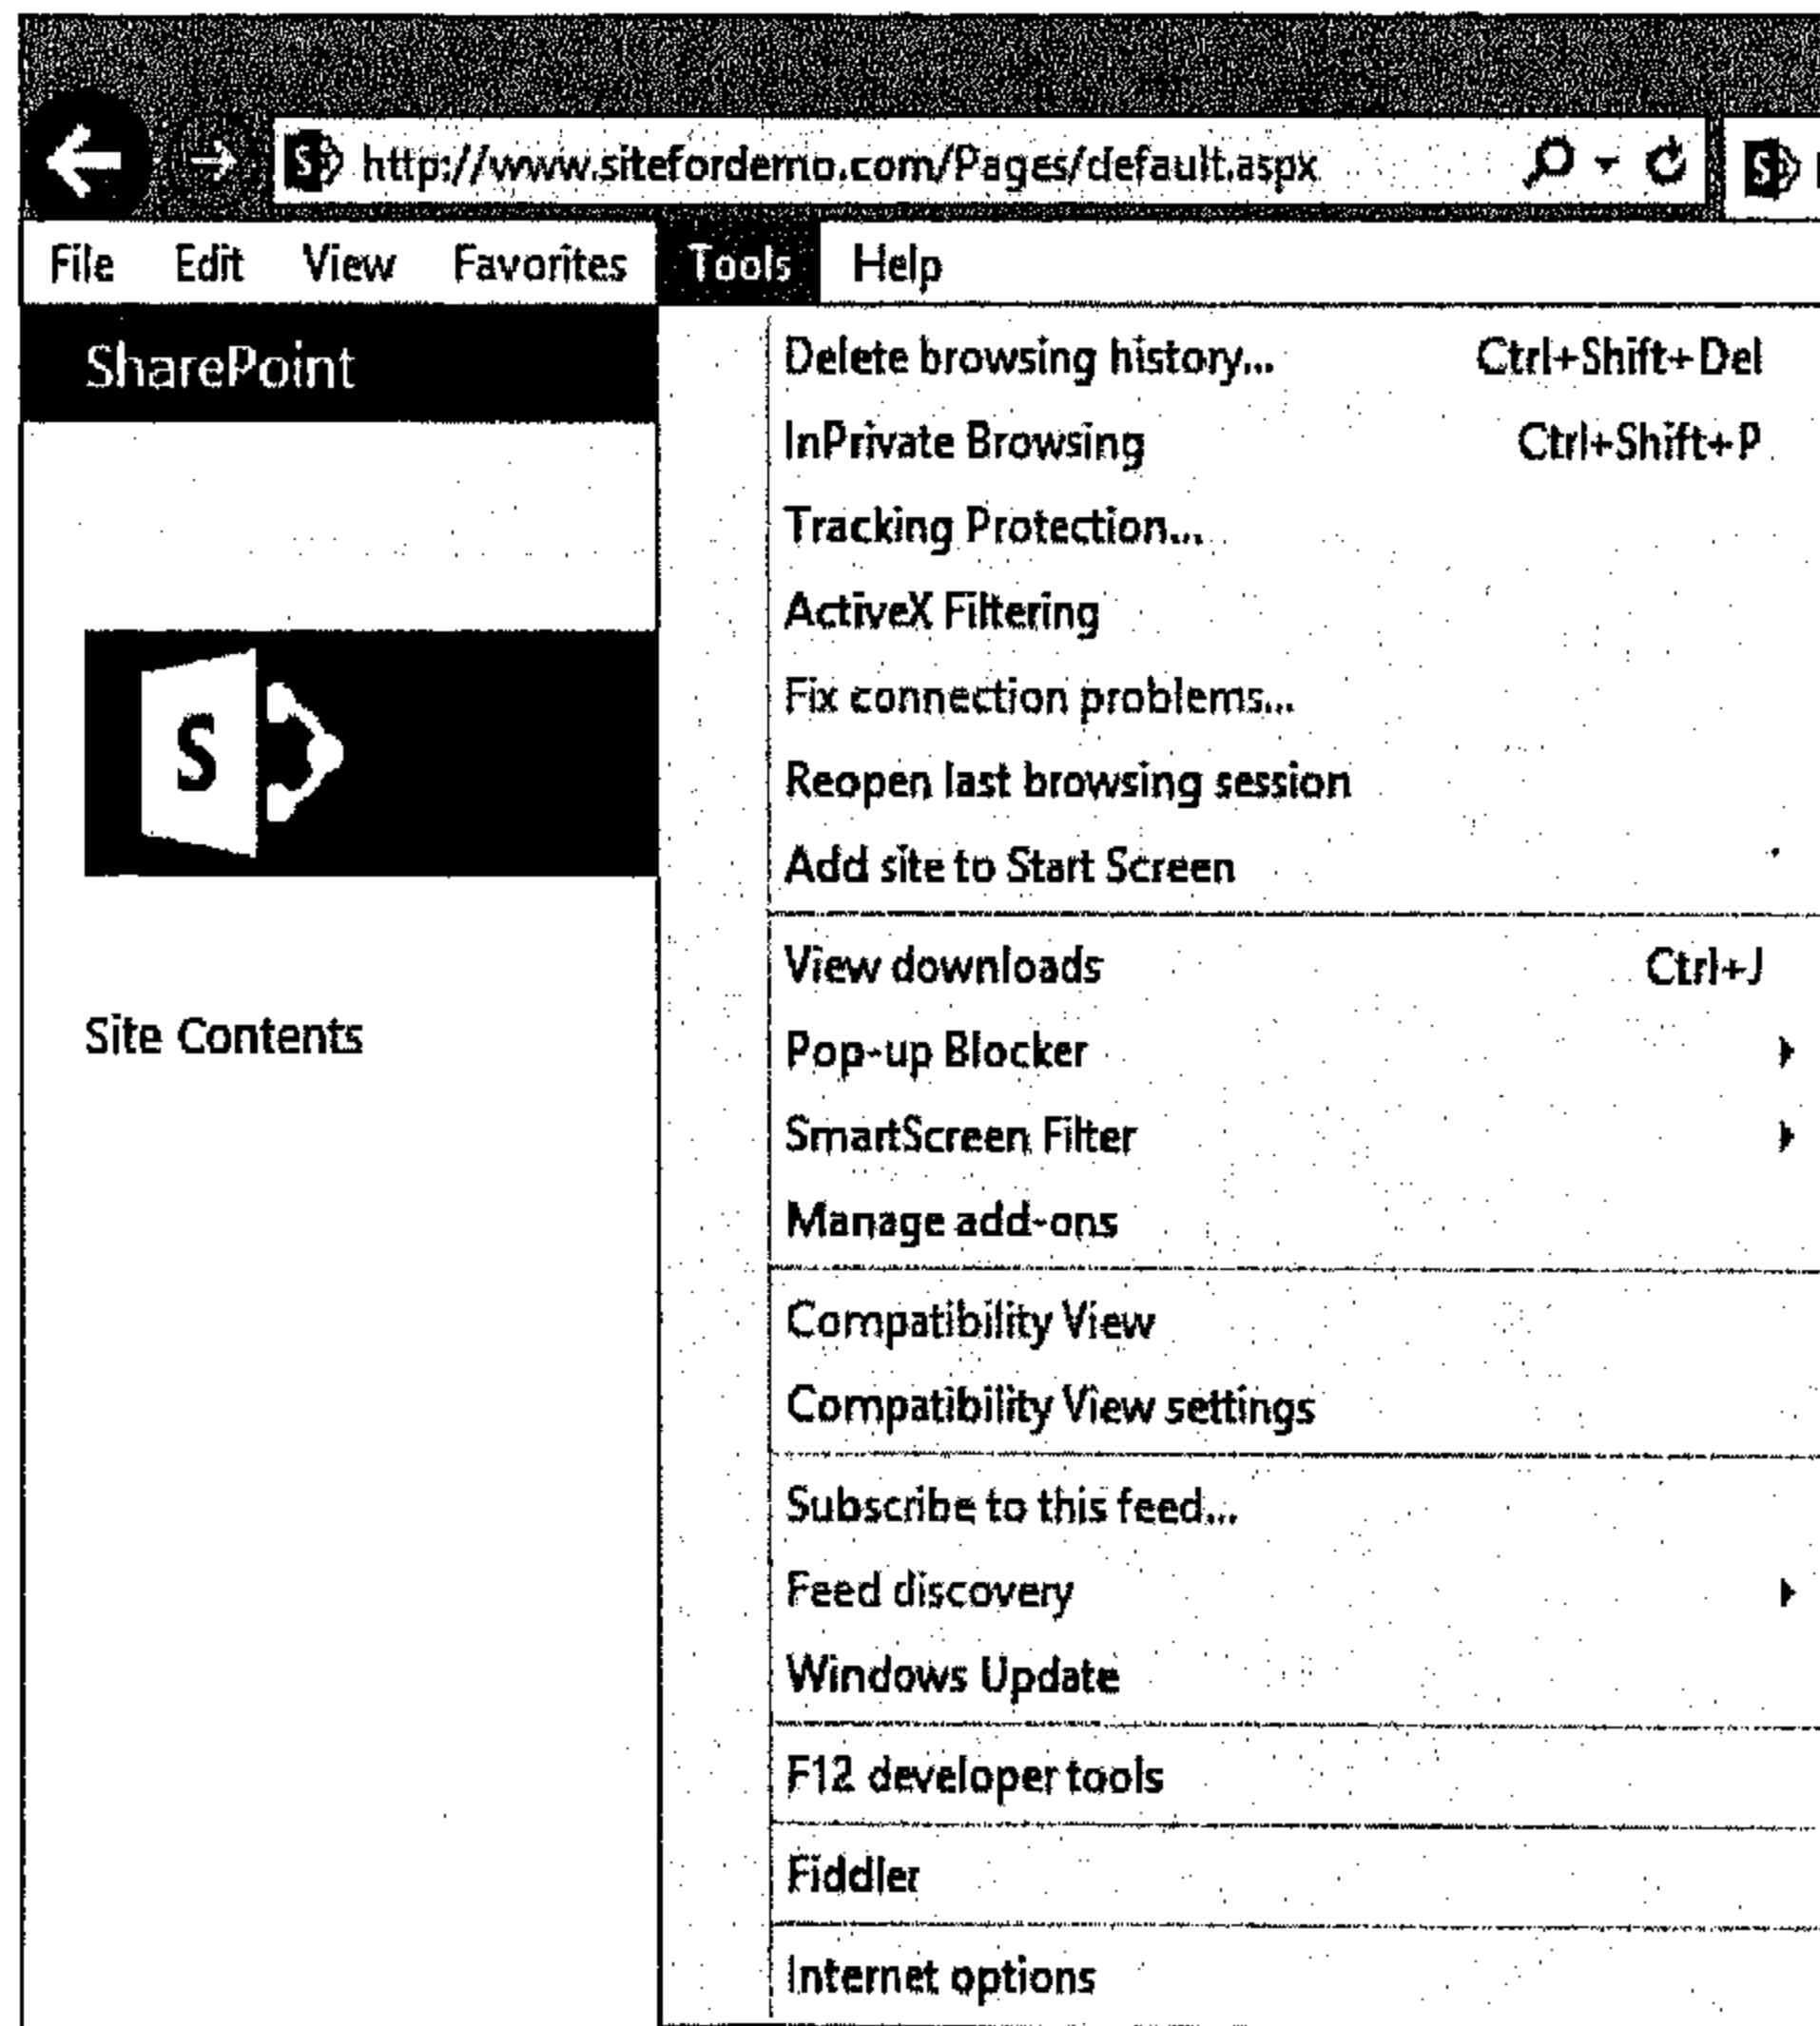 http://www.sitefordemo.com/Pages/default.aspx
File Edit View Favorites Tools Help
SharePoint
S
Site Contents
Delete browsing history... Ctrl+Shift+Del
InPrivate Browsing Ctrl+Shift+P
Tracking Protection...
ActiveX Filtering
Fix connection problems...
Reopen last browsing session
Add site to Start Screen
View downloads Ctrl+J
Pop-up Blocker
SmartScreen Filter
Manage add-ons
Compatibility View
Compatibility View settings
Subscribe to this feed...
Feed discovery
Windows Update
F12 developer tools
Fiddler
Internet options